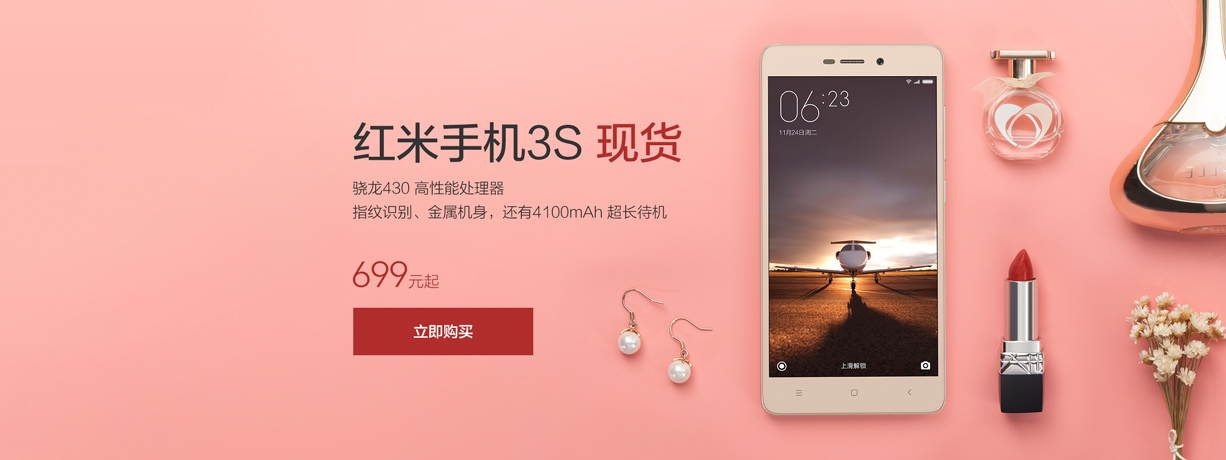 红米手机3S 现货
骁龙430 高性能处理器
指纹识别、金属机身，还有4100mAh 超长待机
699元起
立即购买
06:23
11月24日周二
上滑解锁